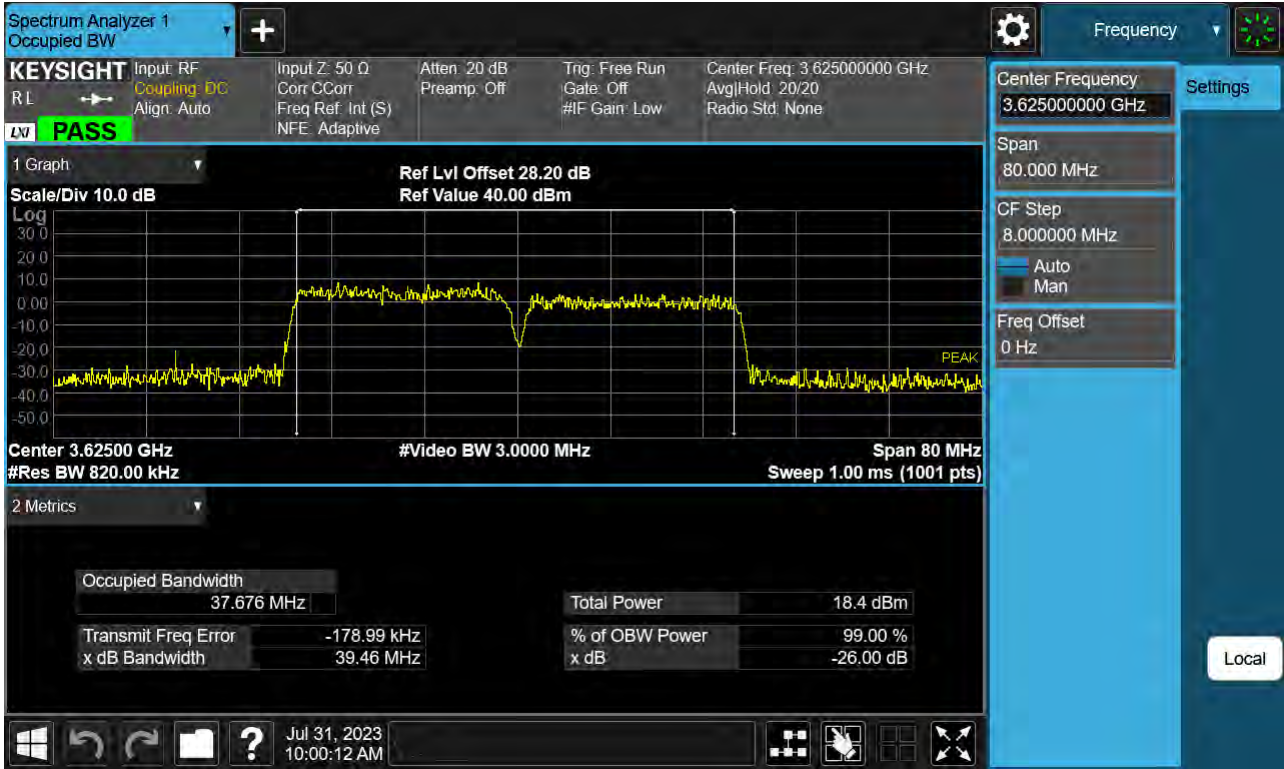 Spectrum Analyzer 1
Occupied BW
Frequency
KEYSIGHT
R L
LXI
PASS
Input: RF
Coupling: DC
Align: Auto
Input Z: 50 Ω
Corr CCorr
Freq Ref: Int (S)
NFE: Adaptive
Atten: 20 dB
Preamp: Off
Trig: Free Run
Gate: Off
#IF Gain: Low
Center Freq: 3.625000000 GHz
Avg|Hold: 20/20
Radio Std: None
1 Graph
Scale/Div 10.0 dB
Ref Lvl Offset 28.20 dB
Ref Value 40.00 dBm
Log
30.0
20.0
10.0
0.00
-10.0
-20.0
-30.0
-40.0
-50.0
PEAK
Center 3.62500 GHz
#Video BW 3.0000 MHz
Span 80 MHz
#Res BW 820.00 kHz
Sweep 1.00 ms (1001 pts)
2 Metrics
Occupied Bandwidth
37.676 MHz
Transmit Freq Error -178.99 kHz
x dB Bandwidth 39.46 MHz
Total Power 18.4 dBm
% of OBW Power 99.00 %
x dB -26.00 dB
Center Frequency
3.625000000 GHz
Span
80.000 MHz
CF Step
8.000000 MHz
Auto
Man
Freq Offset
0 Hz
Settings
Local
?
Jul 31, 2023
10:00:12 AM